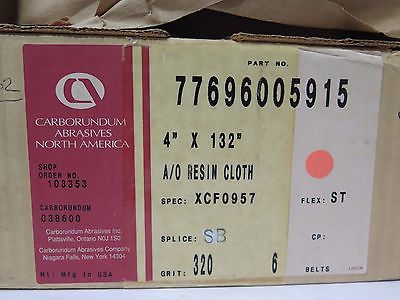 PART NO.
77696005915
CARBORUNDUM
ABRASIVES
NORTH AMERICA
4" X 132"
SHOP
ORDER NO.
103353
A/O RESIN CLOTH
SPEC: XCF0957
FLEX: ST
CARBORUNDUM
038600
Carborundum Abrasives Inc.
Plattsville, Ontario N0J 1S0
Carborundum Abrasives Company
Niagara Falls, New York 14304
SPLICE: SB
CP:
GRIT: 320
6 BELTS
Mt: Mfg In USA